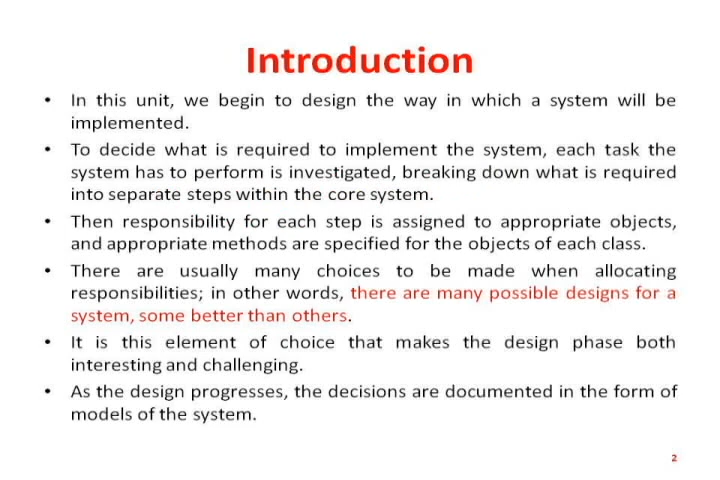 Introduction
• In this unit, we begin to design the way in which a system will be
implemented.
• To decide what is required to implement the system, each task the
system has to perform is investigated, breaking down what is required
into separate steps within the core system.
• Then responsibility for each step is assigned to appropriate objects,
and appropriate methods are specified for the objects of each class.
• There are usually many choices to be made when allocating
responsibilities; in other words, there are many possible designs for a
system, some better than others.
• It is this element of choice that makes the design phase both
interesting and challenging.
• As the design progresses, the decisions are documented in the form of
models of the system.
2